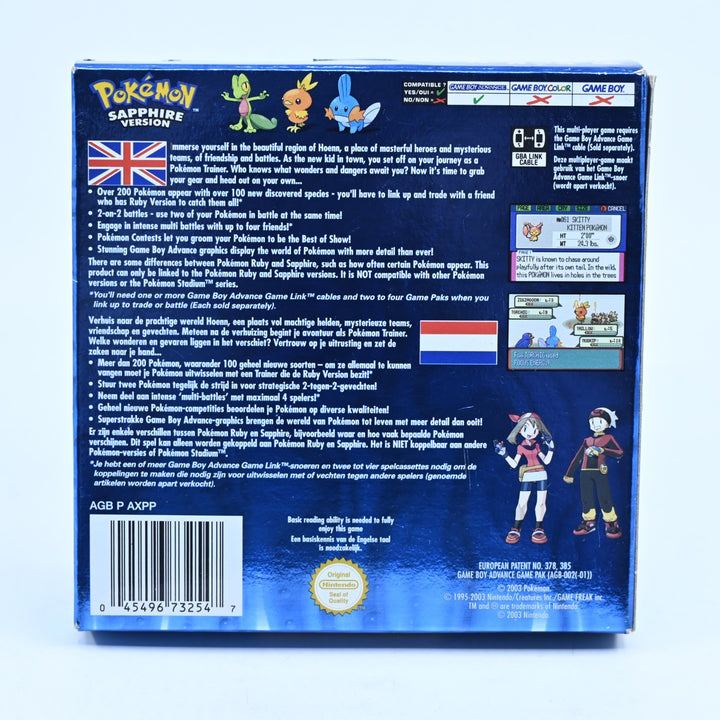 POKéMON™
SAPPHIRE
VERSION
COMPATIBLE ?
YES/OUI =
NO/NON =
GAME BOY ADVANCE
GAME BOY COLOR
GAME BOY.
GBA LINK
CABLE
This multi-player game requires
the Game Boy Advance Game
Link™ cable (Sold separately).
Deze multiplayer-game maakt
gebruik van het Game Boy
Advance Game Link™-snoer
(wordt apart verkocht).
Immerse yourself in the beautiful region of Hoenn, a place of masterful heroes and mysterious
teams, of friendship and battles. As the new kid in town, you set off on your journey as a
Pokémon Trainer. Who knows what wonders and dangers await you? Now it's time to grab
your gear and head out on your own...
• Over 200 Pokémon appear with over 100 new discovered species - you'll have to link up and trade with a friend
who has Ruby Version to catch them all!*
• 2-on-2 battles - use two of your Pokémon in battle at the same time!
• Engage in intense multi battles with up to four friends!*
• Pokémon Contests let you groom your Pokémon to be the Best of Show!
• Stunning Game Boy Advance graphics display the world of Pokémon with more detail than ever!
There are some differences between Pokémon Ruby and Sapphire, such as how often certain Pokémon appear. This
product can only be linked to the Pokémon Ruby and Sapphire versions. It is NOT compatible with other Pokémon
versions or the Pokémon Stadium™ series.
*You'll need one or more Game Boy Advance Game Link™ cables and two to four Game Paks when you
link up to trade or battle (Each sold separately).
PAGE AREA CRY SIZE CANCEL
SKITTY
KITTEN POKéMON
HT 2'00"
WT 24.3 lbs.
SKITTY is known to chase around
playfully after its own tail. In the wild,
this POKéMON lives in holes in the trees
Verhuis naar de prachtige wereld Hoenn, een plaats vol machtige helden, mysterieuze teams,
vriendschap en gevechten. Meteen na de verhuizing begint je avontuur als Pokémon Trainer.
Welke wonderen en gevaren liggen in het verschiet? Vertrouw op je uitrusting en zet de
zaken naar je hand...
• Meer dan 200 Pokémon, waaronder 100 geheel nieuwe soorten – om ze allemaal te kunnen
vangen moet je Pokémon uitwisselen met een Trainer die de Ruby Version bezit!*
• Stuur twee Pokémon tegelijk de strijd in voor strategische 2-tegen-2-gevechten!
• Neem deel aan intense 'multi-battles' met maximaal 4 spelers!*
• Geheel nieuwe Pokémon-competities beoordelen je Pokémon op diverse kwaliteiten!
• Superstrakke Game Boy Advance-graphics brengen de wereld van Pokémon tot leven met meer detail dan ooit!
Er zijn enkele verschillen tussen Pokémon Ruby en Sapphire, bijvoorbeeld waar en hoe vaak bepaalde Pokémon
verschijnen. Dit spel kan alleen worden gekoppeld aan Pokémon Ruby en Sapphire. Het is NIET koppelbaar aan andere
Pokémon-versies of Pokémon Stadium™.
*Je hebt een of meer Game Boy Advance Game Link™-snoeren en twee tot vier spelcassettes nodig om de
koppelingen te maken die nodig zijn voor uitwisselen met of vechten tegen andere spelers (genoemde
artikelen worden apart verkocht).
AGB P AXPP
0 45496 73254 7
Basic reading ability is needed to fully
enjoy this game
Een basiskennis van de Engelse taal
is noodzakelijk.
Original
Nintendo
Seal of
Quality
EUROPEAN PATENT NO. 378, 385
GAME BOY ADVANCE GAME PAK (AGB-002(-01))
© 2003 Pokémon.
© 1995-2003 Nintendo/Creatures Inc./GAME FREAK inc.
TM and ® are trademarks of Nintendo.
© 2003 Nintendo.